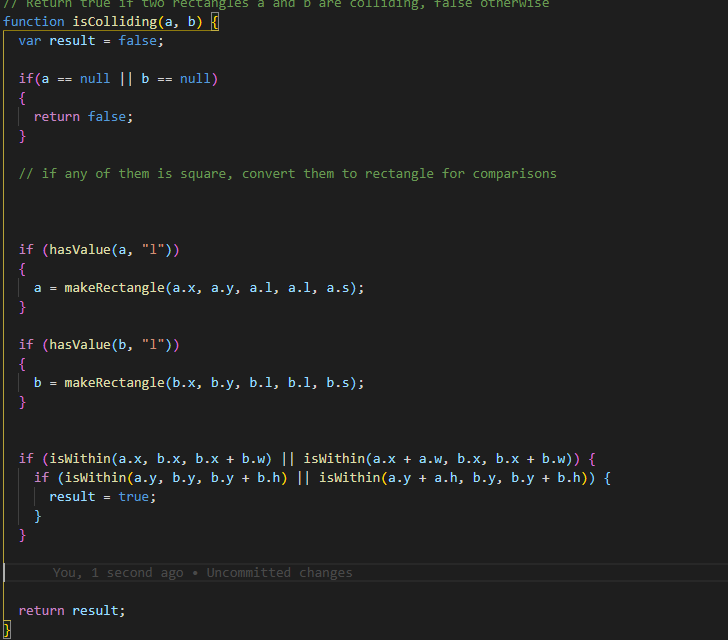 // Return true if two rectangles a and b are colliding, false otherwise
function isColliding(a, b) {
var result = false;
if(a == null || b == null)
{
return false;
}
// if any of them is square, convert them to rectangle for comparisons
if (hasValue(a, "l"))
{
a = makeRectangle(a.x, a.y, a.l, a.l, a.s);
}
if (hasValue(b, "l"))
{
b = makeRectangle(b.x, b.y, b.l, b.l, b.s);
}
if (isWithin(a.x, b.x, b.x + b.w) || isWithin(a.x + a.w, b.x, b.x + b.w)) {
if (isWithin(a.y, b.y, b.y + b.h) || isWithin(a.y + a.h, b.y, b.y + b.h)) {
result = true;
}
}
You, 1 second ago • Uncommitted changes
return result;
}